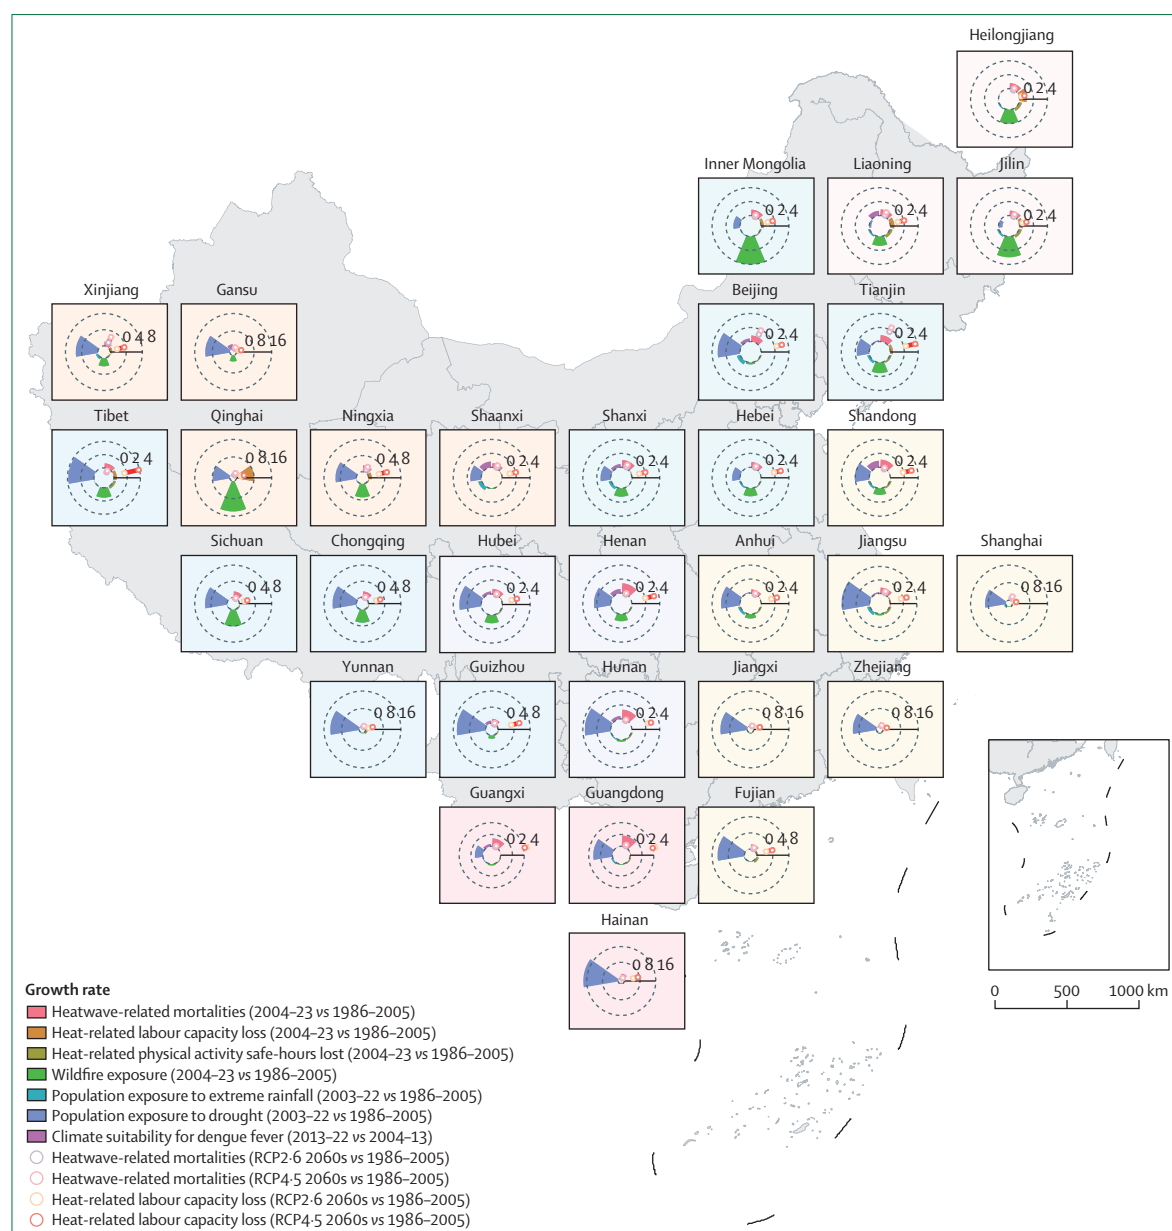 Heilongjiang
0 2 4
Inner Mongolia
Liaoning
Jilin
0 2 4
0 2 4
0 2 4
Xinjiang
Gansu
Beijing
Tianjin
0 4 8
0 8 16
0 2 4
0 2 4
Tibet
Qinghai
Ningxia
Shaanxi
Shanxi
Hebei
Shandong
0 2 4
0 8 16
0 4 8
0 2 4
0 2 4
0 2 4
0 2 4
Sichuan
Chongqing
Hubei
Henan
Anhui
Jiangsu
Shanghai
0 4 8
0 4 8
0 2 4
0 2 4
0 2 4
0 2 4
0 8 16
Yunnan
Guizhou
Hunan
Jiangxi
Zhejiang
0 8 16
0 4 8
0 2 4
0 8 16
0 8 16
Guangxi
Guangdong
Fujian
0 2 4
0 2 4
0 4 8
Hainan
0 8 16
0 500 1000 km
Growth rate
Heatwave-related mortalities (2004–23 vs 1986–2005)
Heat-related labour capacity loss (2004–23 vs 1986–2005)
Heat-related physical activity safe-hours lost (2004–23 vs 1986–2005)
Wildfire exposure (2004–23 vs 1986–2005)
Population exposure to extreme rainfall (2003–22 vs 1986–2005)
Population exposure to drought (2003–22 vs 1986–2005)
Climate suitability for dengue fever (2013–22 vs 2004–13)
Heatwave-related mortalities (RCP2·6 2060s vs 1986–2005)
Heatwave-related mortalities (RCP4·5 2060s vs 1986–2005)
Heat-related labour capacity loss (RCP2·6 2060s vs 1986–2005)
Heat-related labour capacity loss (RCP4·5 2060s vs 1986–2005)